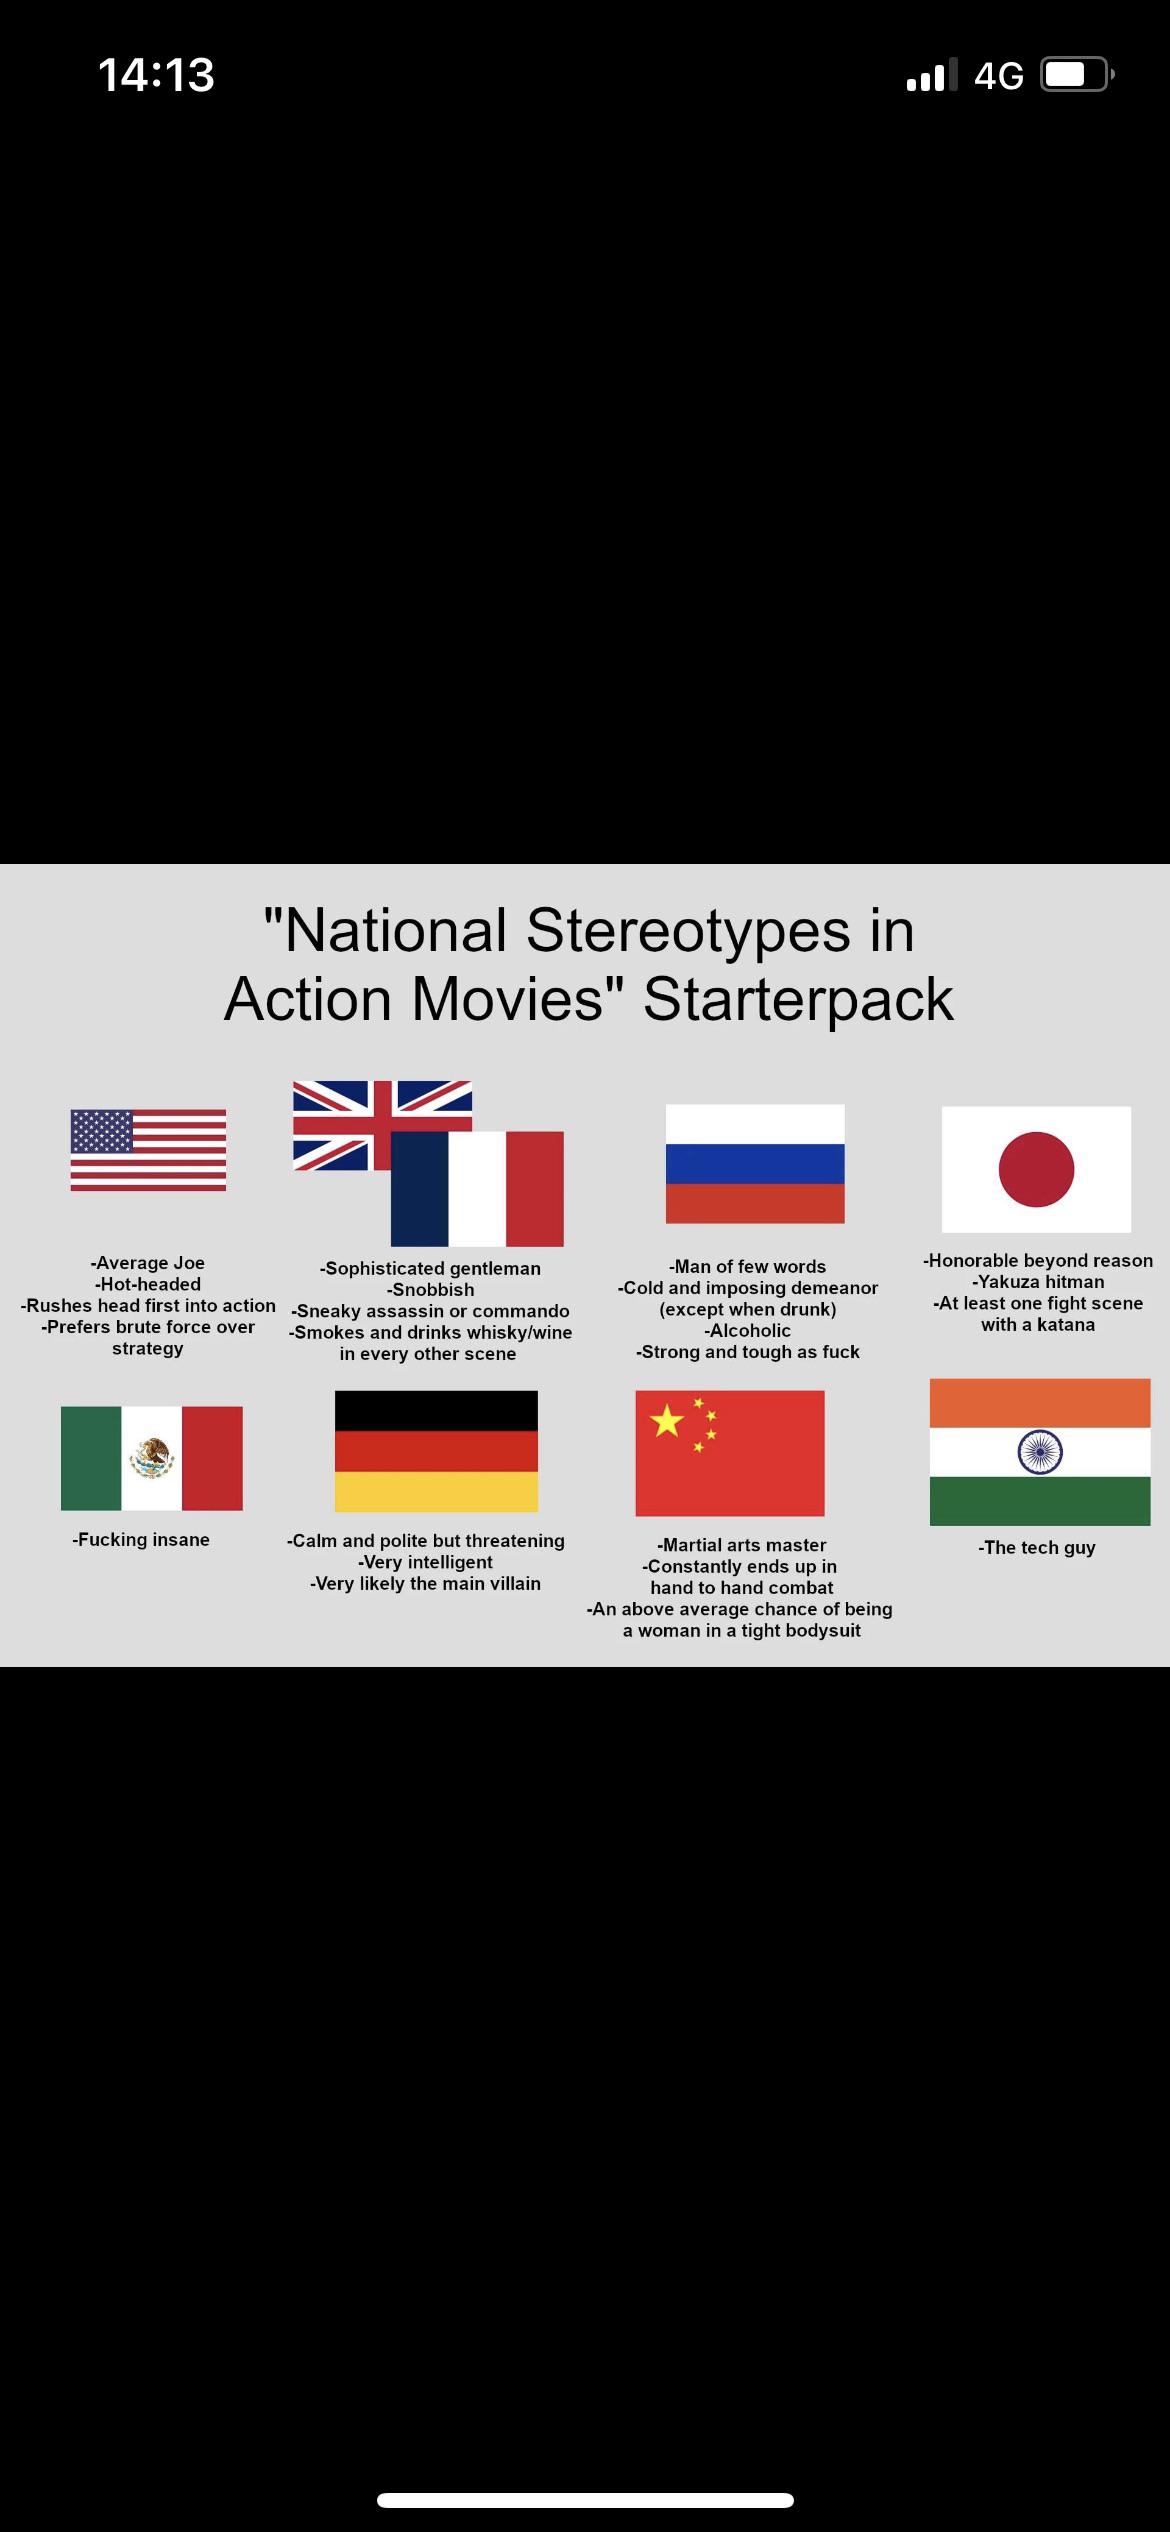 14:13
4G
"National Stereotypes in
Action Movies" Starterpack
-Average Joe
-Hot-headed
-Rushes head first into action
-Prefers brute force over
strategy
-Sophisticated gentleman
-Snobbish
-Sneaky assassin or commando
-Smokes and drinks whisky/wine
in every other scene
-Man of few words
-Cold and imposing demeanor
(except when drunk)
-Alcoholic
-Strong and tough as fuck
-Honorable beyond reason
-Yakuza hitman
-At least one fight scene
with a katana
-Fucking insane
-Calm and polite but threatening
-Very intelligent
-Very likely the main villain
-Martial arts master
-Constantly ends up in
hand to hand combat
-An above average chance of being
a woman in a tight bodysuit
-The tech guy